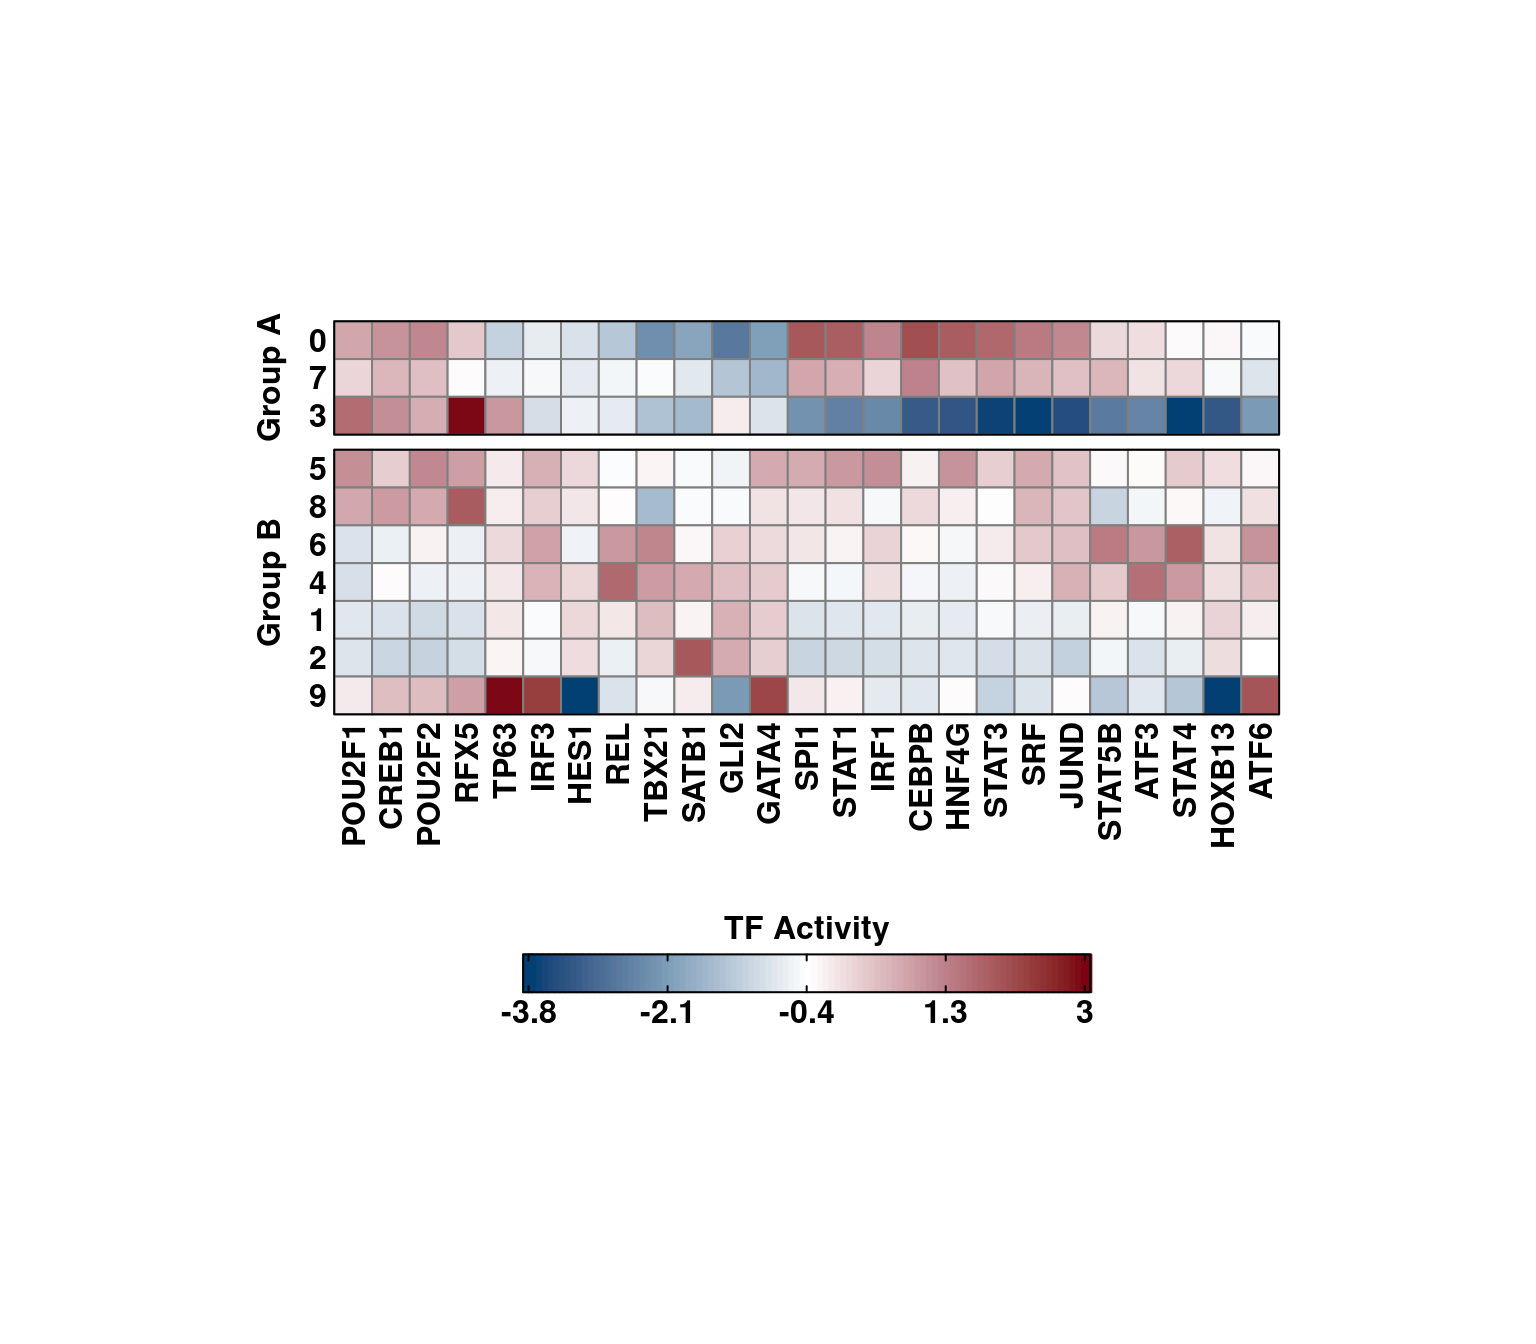 Group A
0
7
3
Group B
5
8
6
4
1
2
9
POU2F1
CREB1
POU2F2
RFX5
TP63
IRF3
HES1
REL
TBX21
SATB1
GLI2
GATA4
SPI1
STAT1
IRF1
CEBPB
HNF4G
STAT3
SRF
JUND
STAT5B
ATF3
STAT4
HOXB13
ATF6
TF Activity
-3.8 -2.1 -0.4 1.3 3